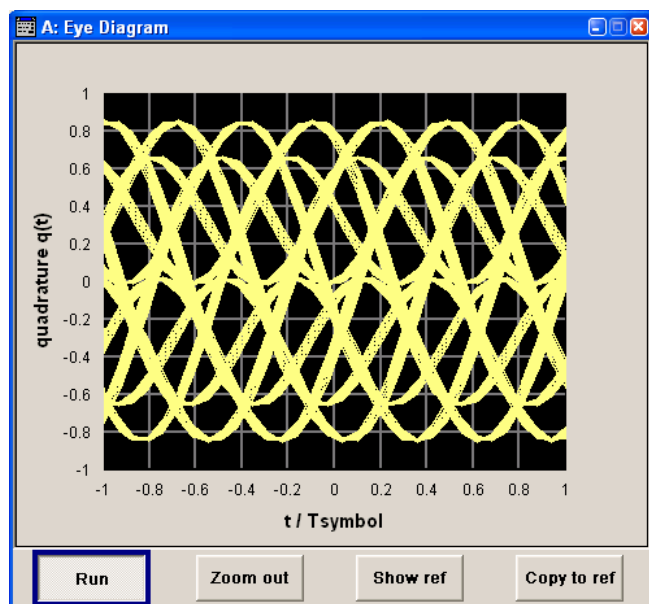 A: Eye Diagram
quadrature q(t)
1
0.8
0.6
0.4
0.2
0
-0.2
-0.4
-0.6
-0.8
-1
-1 -0.8 -0.6 -0.4 -0.2 0 0.2 0.4 0.6 0.8 1
t / Tsymbol
Run Zoom out Show ref Copy to ref